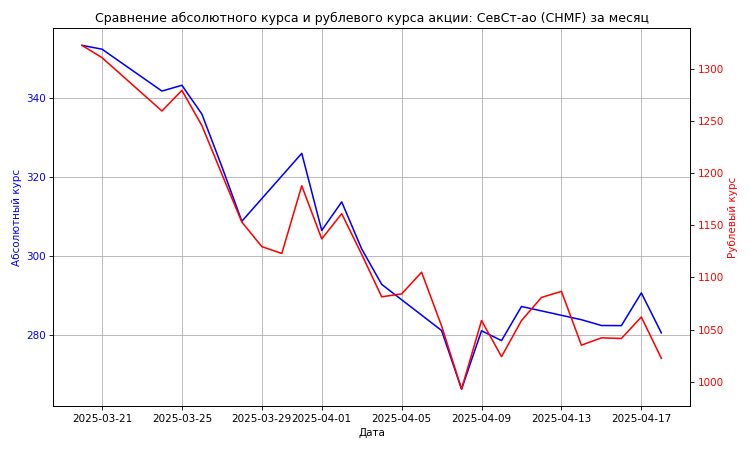 Сравнение абсолютного курса и рублевого курса акции: СевСт-ао (CHMF) за месяц
Абсолютный курс
340
320
300
280
1300
1250
1200
1150
1100
1050
1000
Рублевый курс
2025-03-21 2025-03-25 2025-03-29 2025-04-01 2025-04-05 2025-04-09 2025-04-13 2025-04-17
Дата